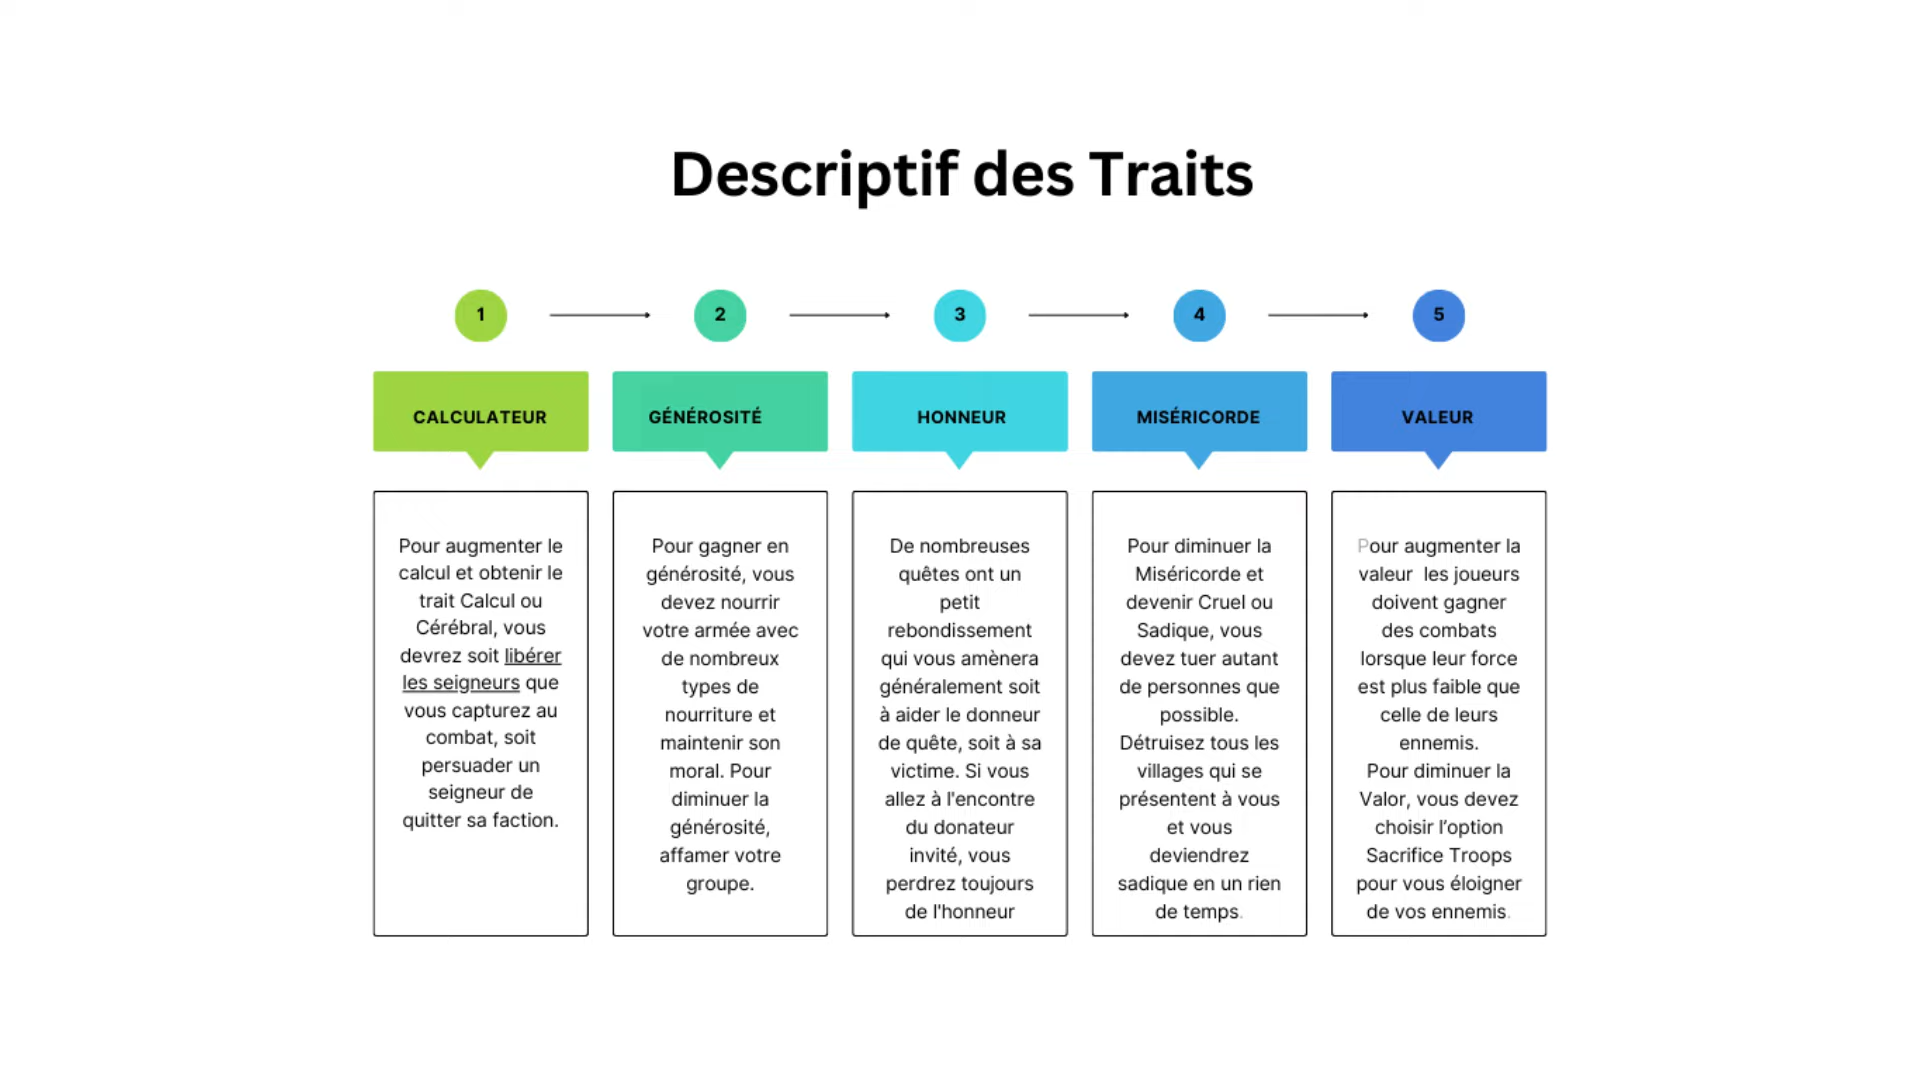 Descriptif des Traits
1
2
3
4
5
CALCULATEUR
GÉNÉROSITÉ
HONNEUR
MISÉRICORDE
VALEUR
Pour augmenter le
calcul et obtenir le
trait Calcul ou
Cérébral, vous
devrez soit libérer
les seigneurs que
vous capturez au
combat, soit
persuader un
seigneur de
quitter sa faction.
Pour gagner en
générosité, vous
devez nourrir
votre armée avec
de nombreux
types de
nourriture et
maintenir son
moral. Pour
diminuer la
générosité,
affamer votre
groupe.
De nombreuses
quêtes ont un
petit
rebondissement
qui vous amènera
généralement soit
à aider le donneur
de quête, soit à sa
victime. Si vous
allez à l'encontre
du donateur
invité, vous
perdrez toujours
de l'honneur
Pour diminuer la
Miséricorde et
devenir Cruel ou
Sadique, vous
devez tuer autant
de personnes que
possible.
Détruisez tous les
villages qui se
présentent à vous
et vous
deviendrez
sadique en un rien
de temps.
Pour augmenter la
valeur les joueurs
doivent gagner
des combats
lorsque leur force
est plus faible que
celle de leurs
ennemis.
Pour diminuer la
Valor, vous devez
choisir l’option
Sacrifice Troops
pour vous éloigner
de vos ennemis.